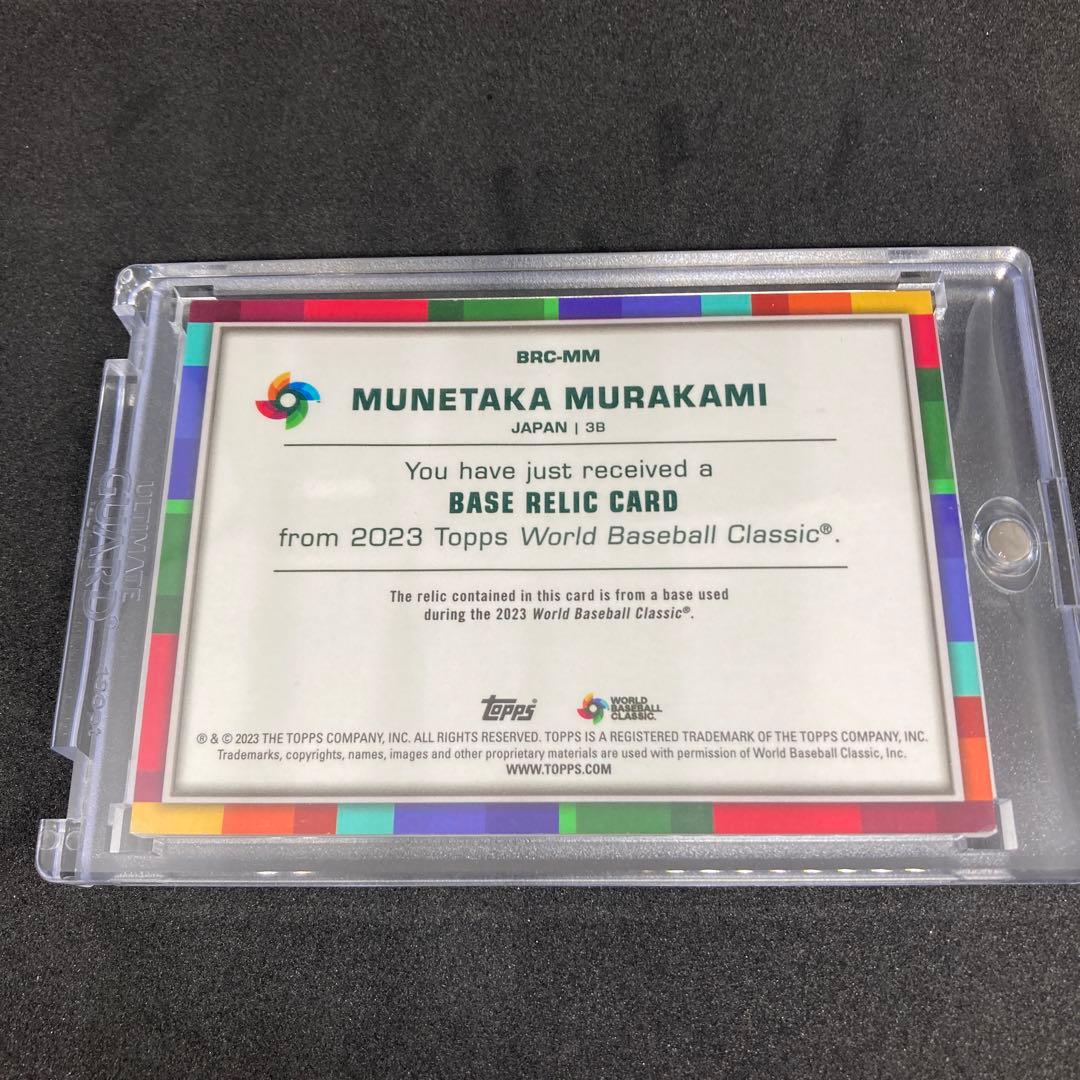 BRC-MM
MUNETAKA MURAKAMI
JAPAN | 3B
You have just received a
BASE RELIC CARD
from 2023 Topps World Baseball Classic®.
The relic contained in this card is from a base used
during the 2023 World Baseball Classic®.
topps®
WORLD
BASEBALL
CLASSIC.
® & © 2023 THE TOPPS COMPANY, INC. ALL RIGHTS RESERVED. TOPPS IS A REGISTERED TRADEMARK OF THE TOPPS COMPANY, INC.
Trademarks, copyrights, names, images and other proprietary materials are used with permission of World Baseball Classic, Inc.
WWW.TOPPS.COM
ULTIMATE
GUARD®